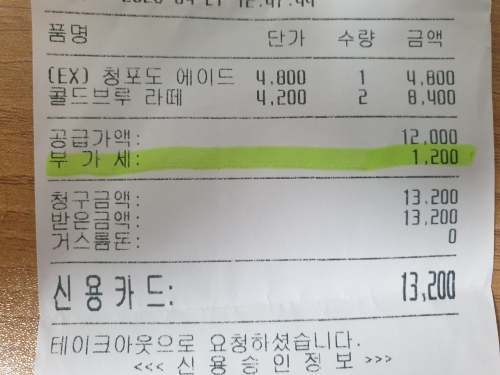 품명 단가 수량 금액
(EX) 청포도 에이드 4,800 1 4,800
콜드브루 라떼 4,200 2 8,400
공급가액: 12,000
부 가 세: 1,200
청구금액: 13,200
받은금액: 13,200
거스름돈: 0
신용카드: 13,200
테이크아웃으로 요청하셨습니다.
<<< 신 용 승 인 정 보 >>>